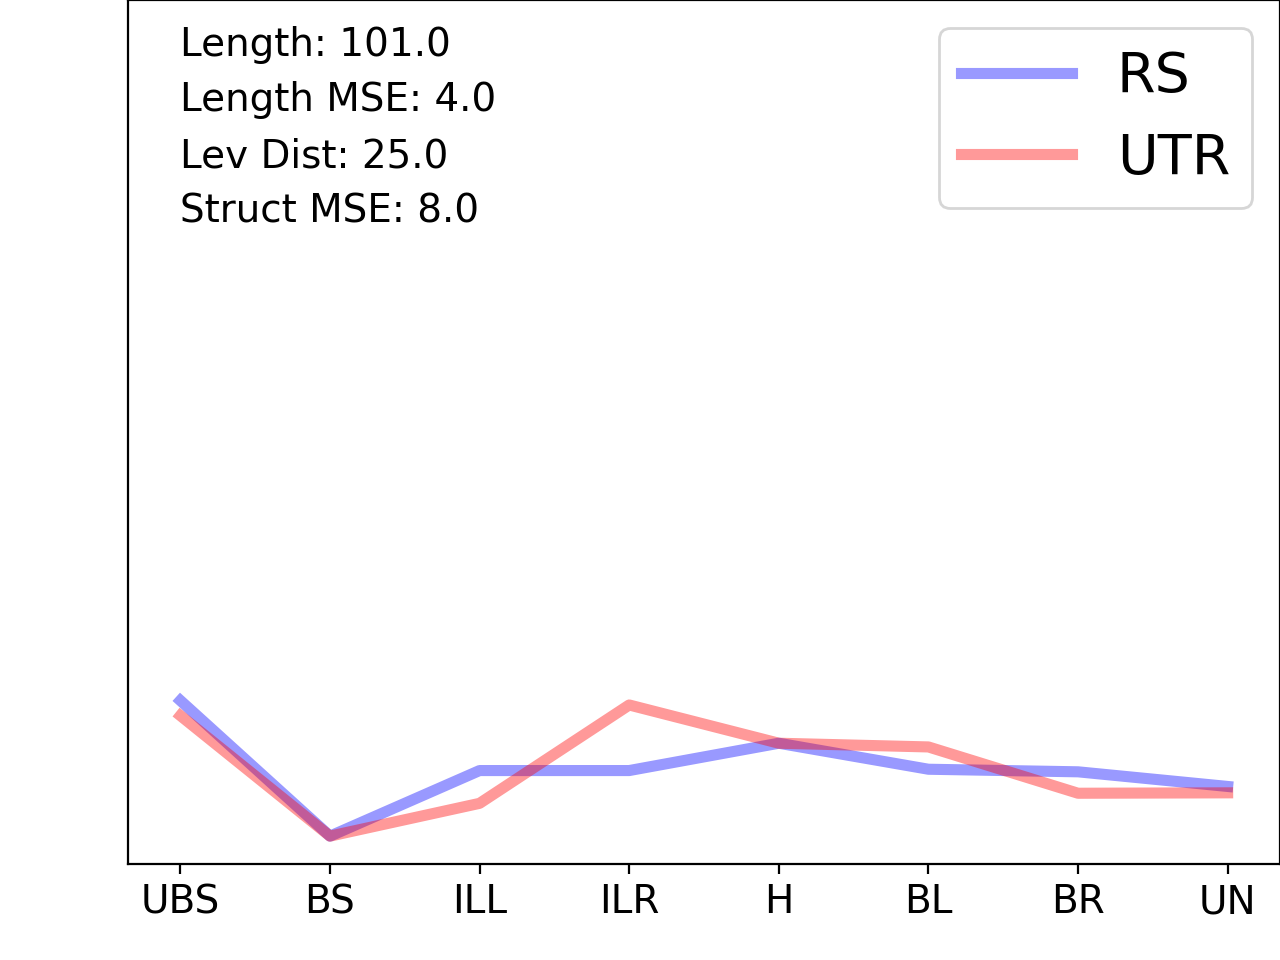 Length: 101.0
Length MSE: 4.0
Lev Dist: 25.0
Struct MSE: 8.0
RS
UTR
UBS BS ILL ILR H BL BR UN